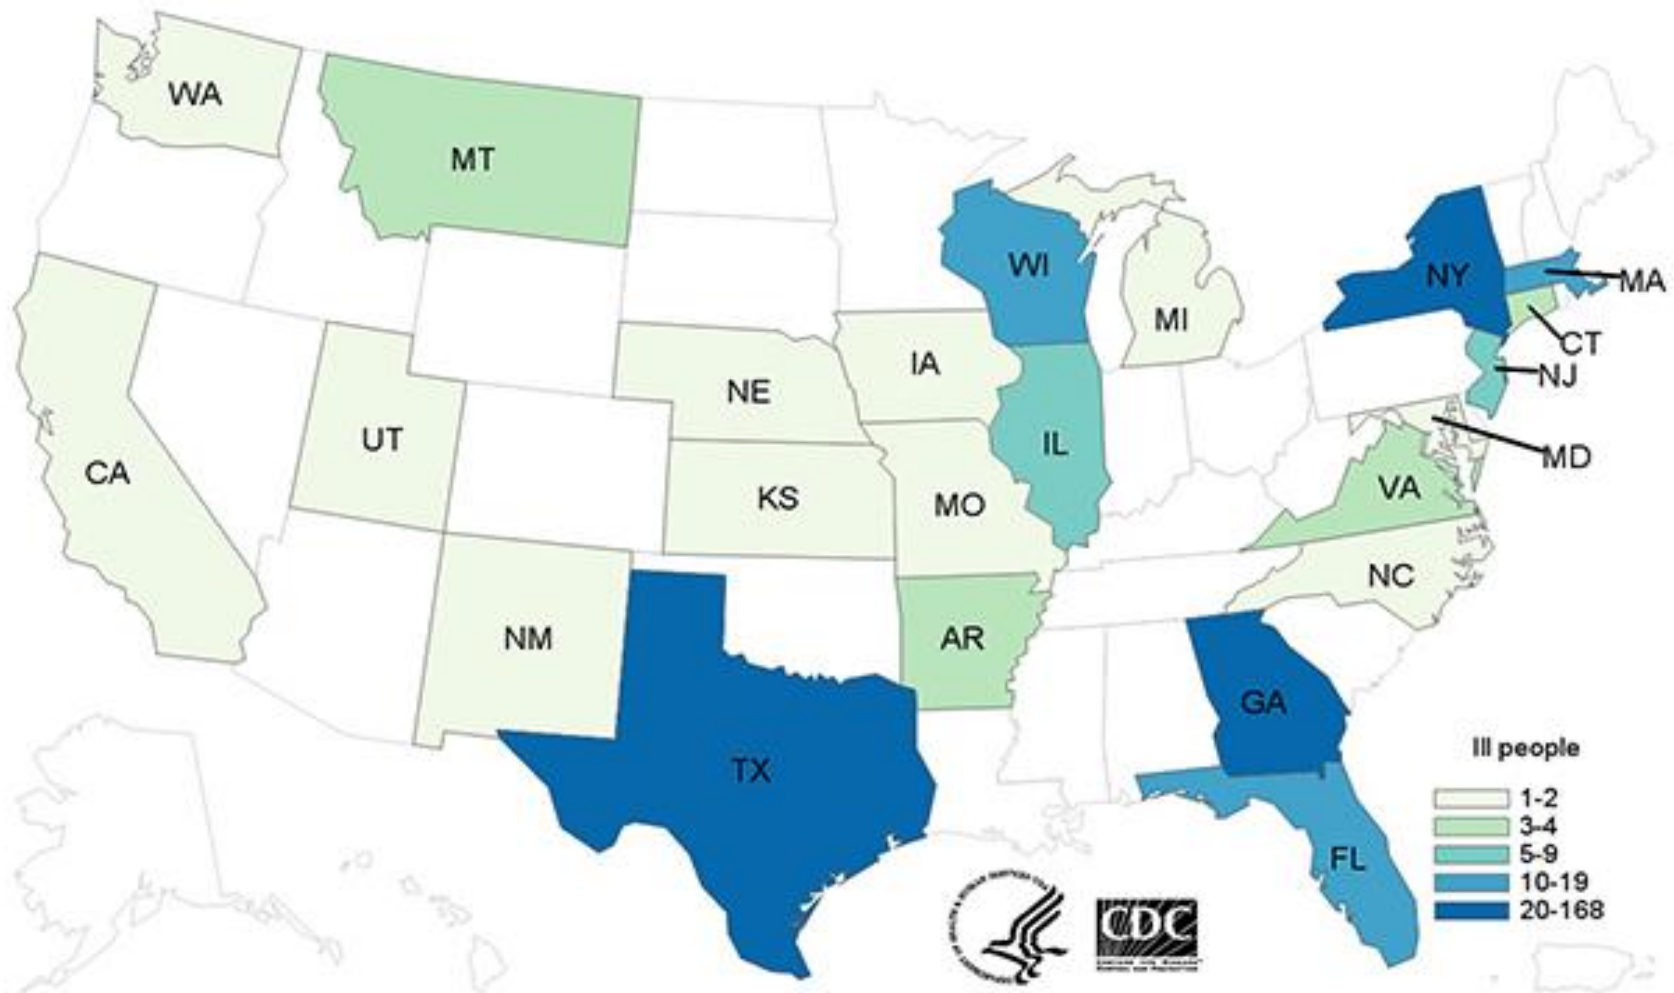 WA
MT
WI
NY
MA
MI
CT
IA
NJ
NE
UT
IL
MD
CA
KS
MO
VA
NC
NM
AR
GA
TX
FL
Ill people
1-2
3-4
5-9
10-19
20-168
CDC